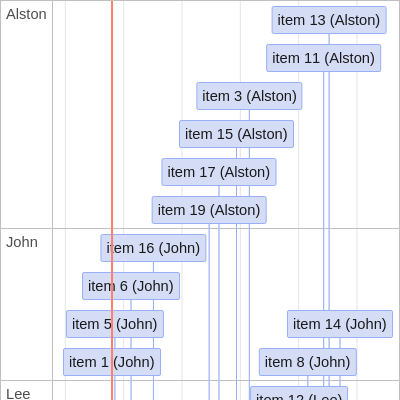 Alston
item 13 (Alston)
item 11 (Alston)
item 3 (Alston)
item 15 (Alston)
item 17 (Alston)
item 19 (Alston)
John
item 16 (John)
item 6 (John)
item 5 (John)
item 14 (John)
item 1 (John)
item 8 (John)
Lee
item 12 (Lee)